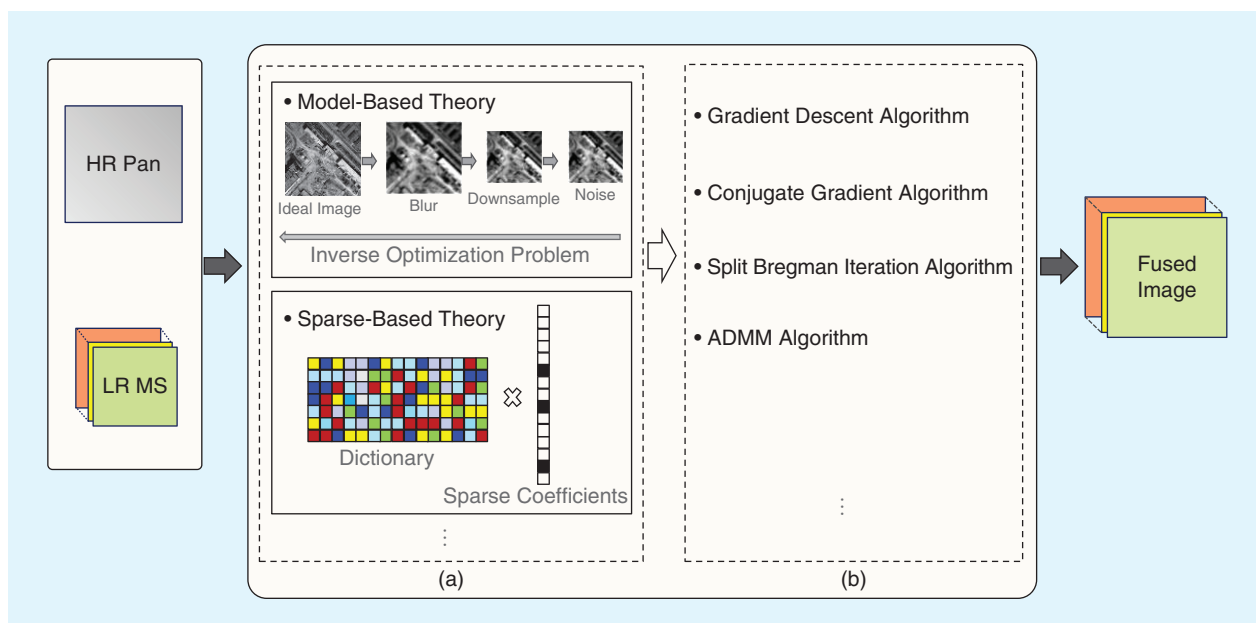 HR Pan
LR MS
• Model-Based Theory
Ideal Image
Blur
Downsample
Noise
Inverse Optimization Problem
• Sparse-Based Theory
Dictionary
Sparse Coefficients
⋮
(a)
• Gradient Descent Algorithm
• Conjugate Gradient Algorithm
• Split Bregman Iteration Algorithm
• ADMM Algorithm
⋮
(b)
Fused
Image